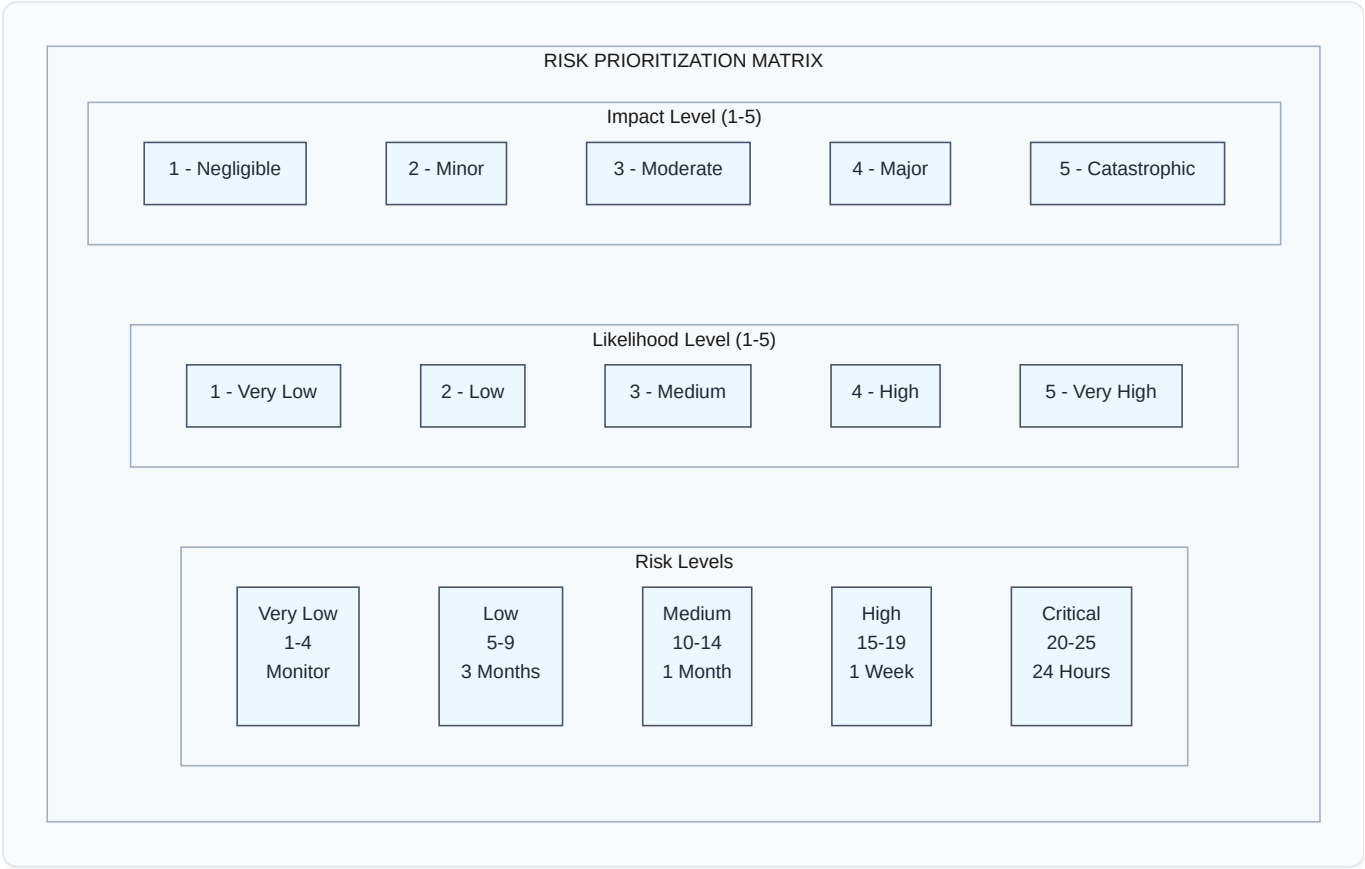 RISK PRIORITIZATION MATRIX
Impact Level (1-5)
1 - Negligible
2 - Minor
3 - Moderate
4 - Major
5 - Catastrophic
Likelihood Level (1-5)
1 - Very Low
2 - Low
3 - Medium
4 - High
5 - Very High
Risk Levels
Very Low
1-4
Monitor
Low
5-9
3 Months
Medium
10-14
1 Month
High
15-19
1 Week
Critical
20-25
24 Hours